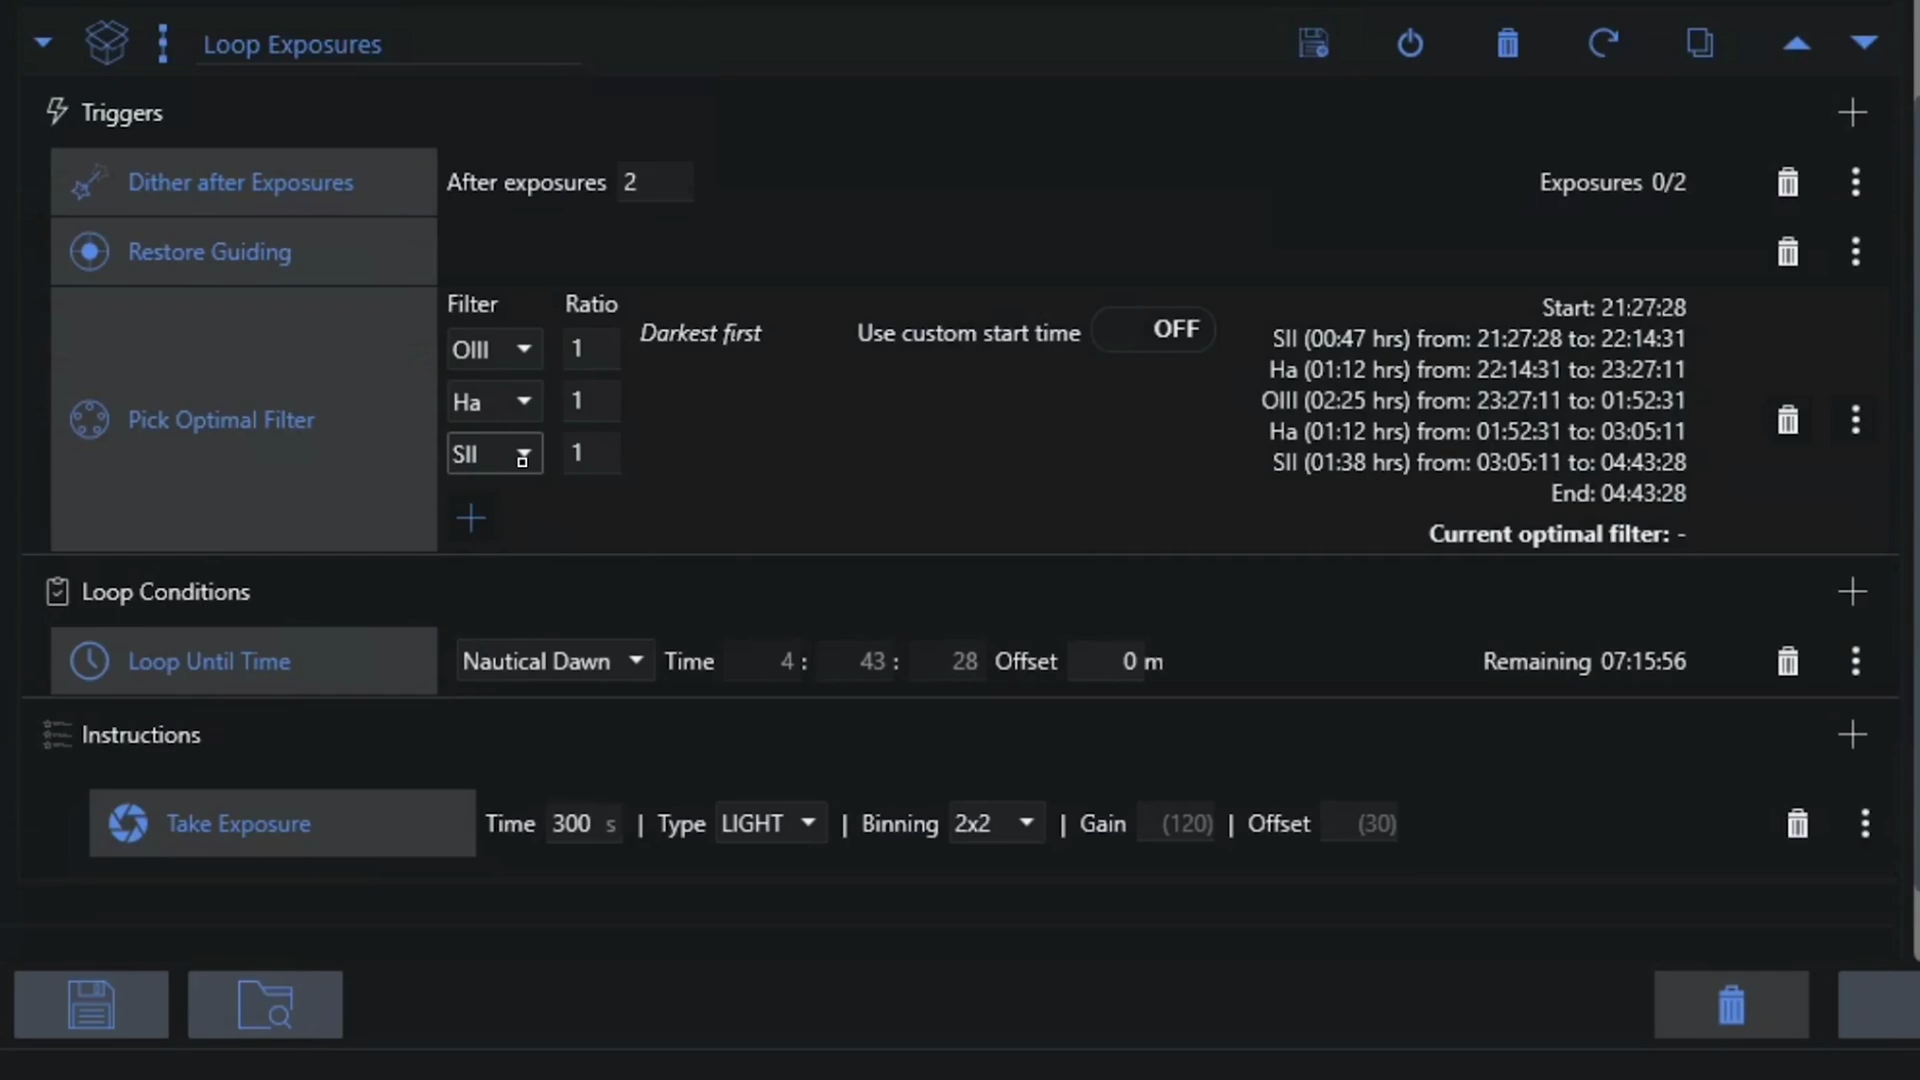 Loop Exposures
Triggers
Dither after Exposures After exposures 2 Exposures 0/2
Restore Guiding
Pick Optimal Filter
Filter Ratio
OIII 1
Ha 1
SII 1
Darkest first
Use custom start time OFF
Start: 21:27:28
SII (00:47 hrs) from: 21:27:28 to: 22:14:31
Ha (01:12 hrs) from: 22:14:31 to: 23:27:11
OIII (02:25 hrs) from: 23:27:11 to: 01:52:31
Ha (01:12 hrs) from: 01:52:31 to: 03:05:11
SII (01:38 hrs) from: 03:05:11 to: 04:43:28
End: 04:43:28
Current optimal filter: -
Loop Conditions
Loop Until Time Nautical Dawn Time 4 : 43 : 28 Offset 0 m Remaining 07:15:56
Instructions
Take Exposure Time 300 s | Type LIGHT | Binning 2x2 | Gain (120) | Offset (30)